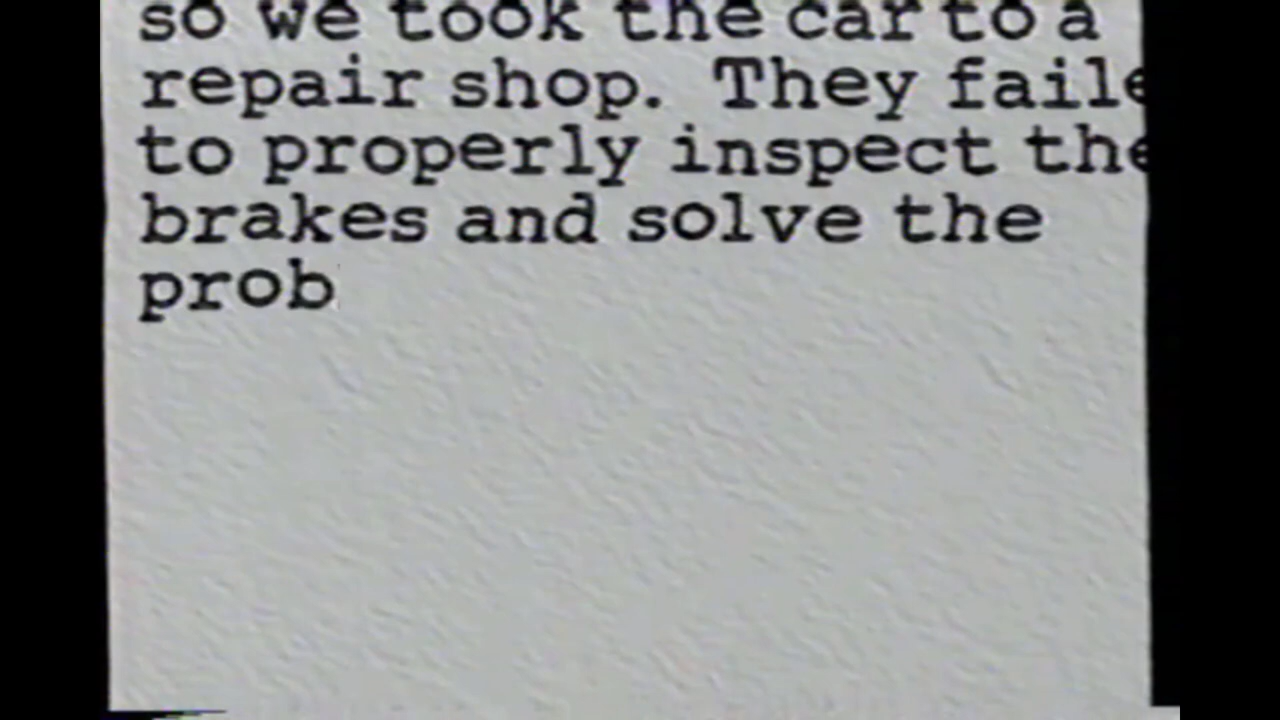 so we took the car to a
repair shop.  They faile
to properly inspect the
brakes and solve the
prob